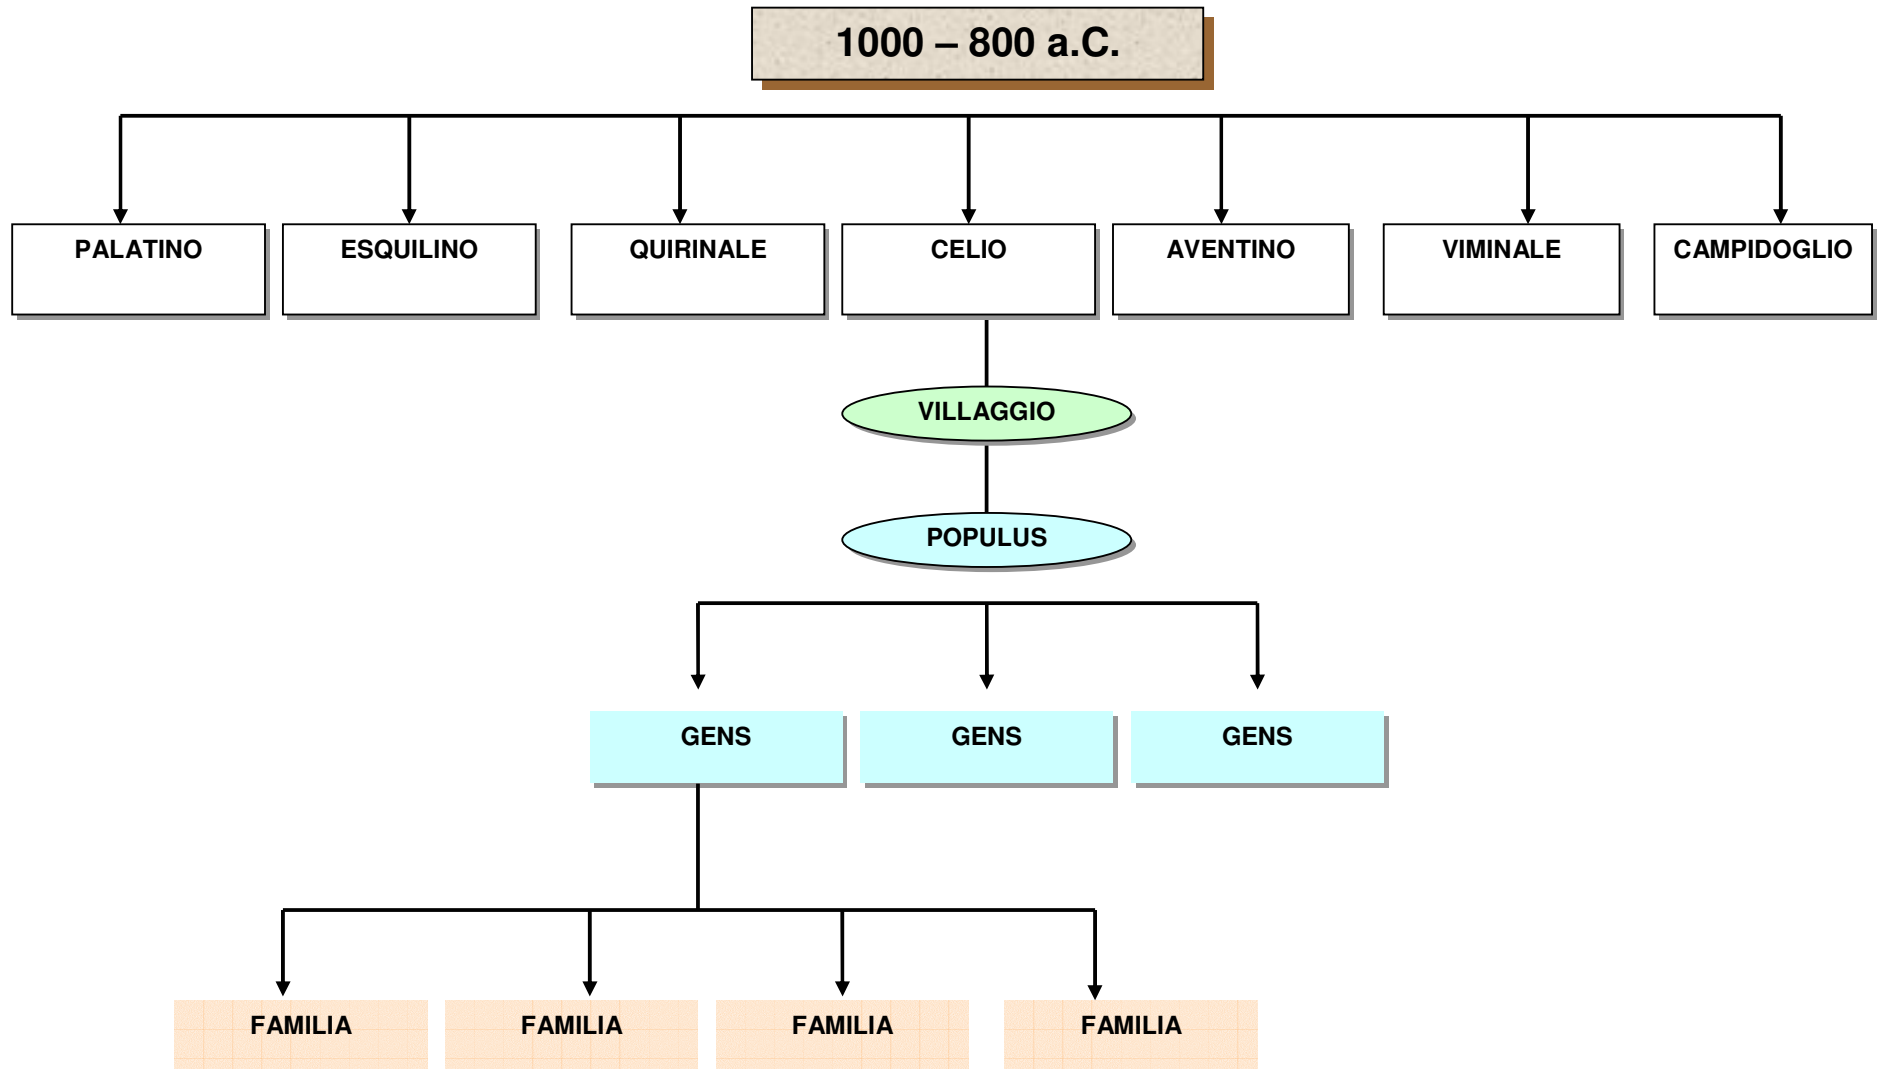 1000 – 800 a.C.
PALATINO
ESQUILINO
QUIRINALE
CELIO
AVENTINO
VIMINALE
CAMPIDOGLIO
VILLAGGIO
POPULUS
GENS
GENS
GENS
FAMILIA
FAMILIA
FAMILIA
FAMILIA